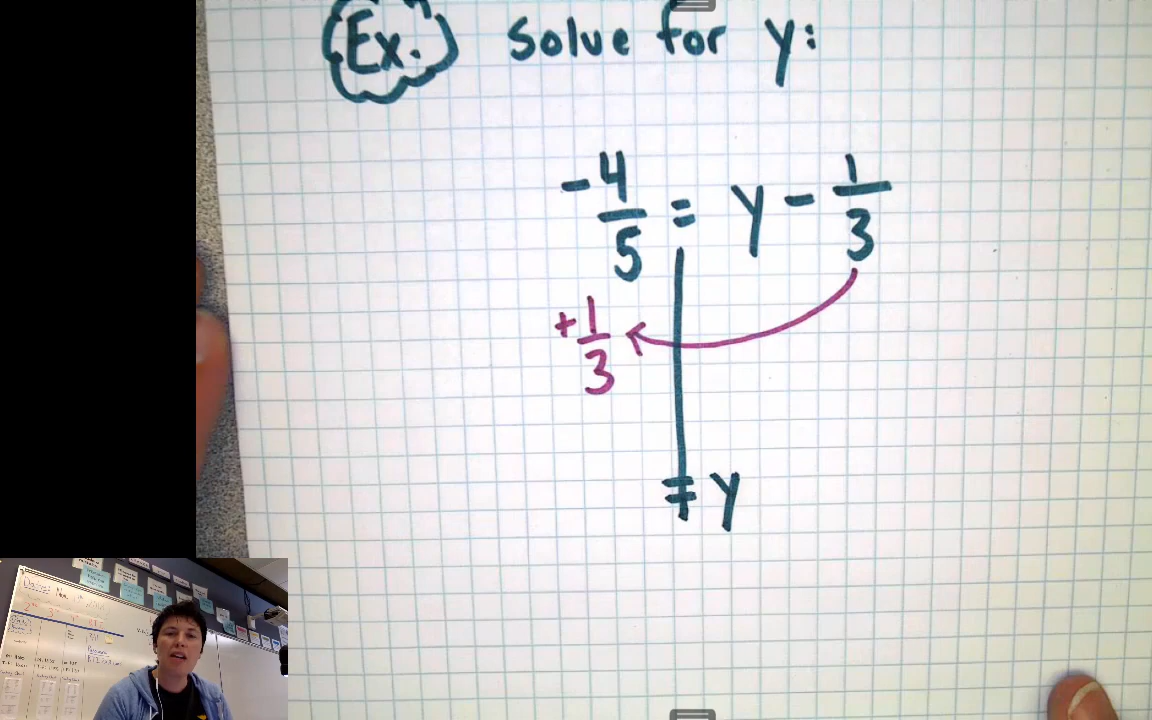 Ex. Solve for y:
-4/5 = y - 1/3
+1/3
= y